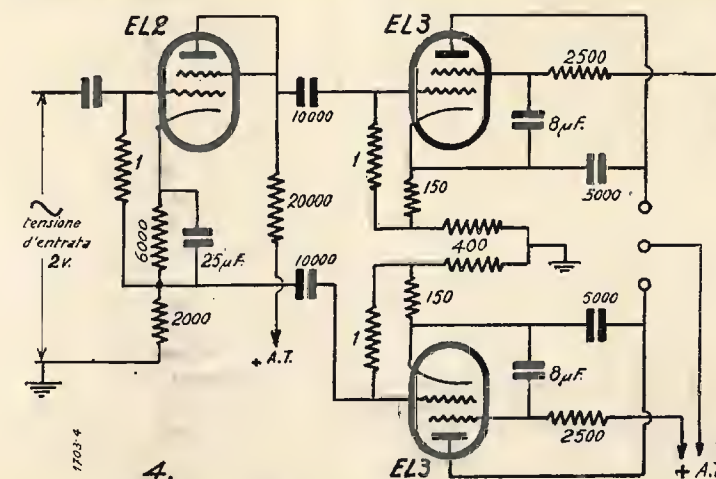 EL2
EL3
2500
10000
8µF.
1
1
150
5000
20000
tensione
d'entrata
2v.
6000
25µF.
400
10000
150
5000
2000
1
+ A.T.
8µF.
2500
1703-4
4.
EL3
+ A.T.